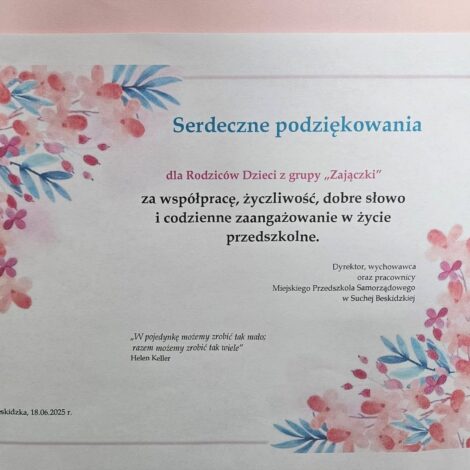 Serdeczne podziękowania
dla Rodziców Dzieci z grupy „Zajączki”
za współpracę, życzliwość, dobre słowo
i codzienne zaangażowanie w życie
przedszkolne.
Dyrektor, wychowawca
oraz pracownicy
Miejskiego Przedszkola Samorządowego
w Suchej Beskidzkiej
„W pojedynkę możemy zrobić tak mało;
razem możemy zrobić tak wiele”
Helen Keller
eskidzka, 18.06.2025 r.